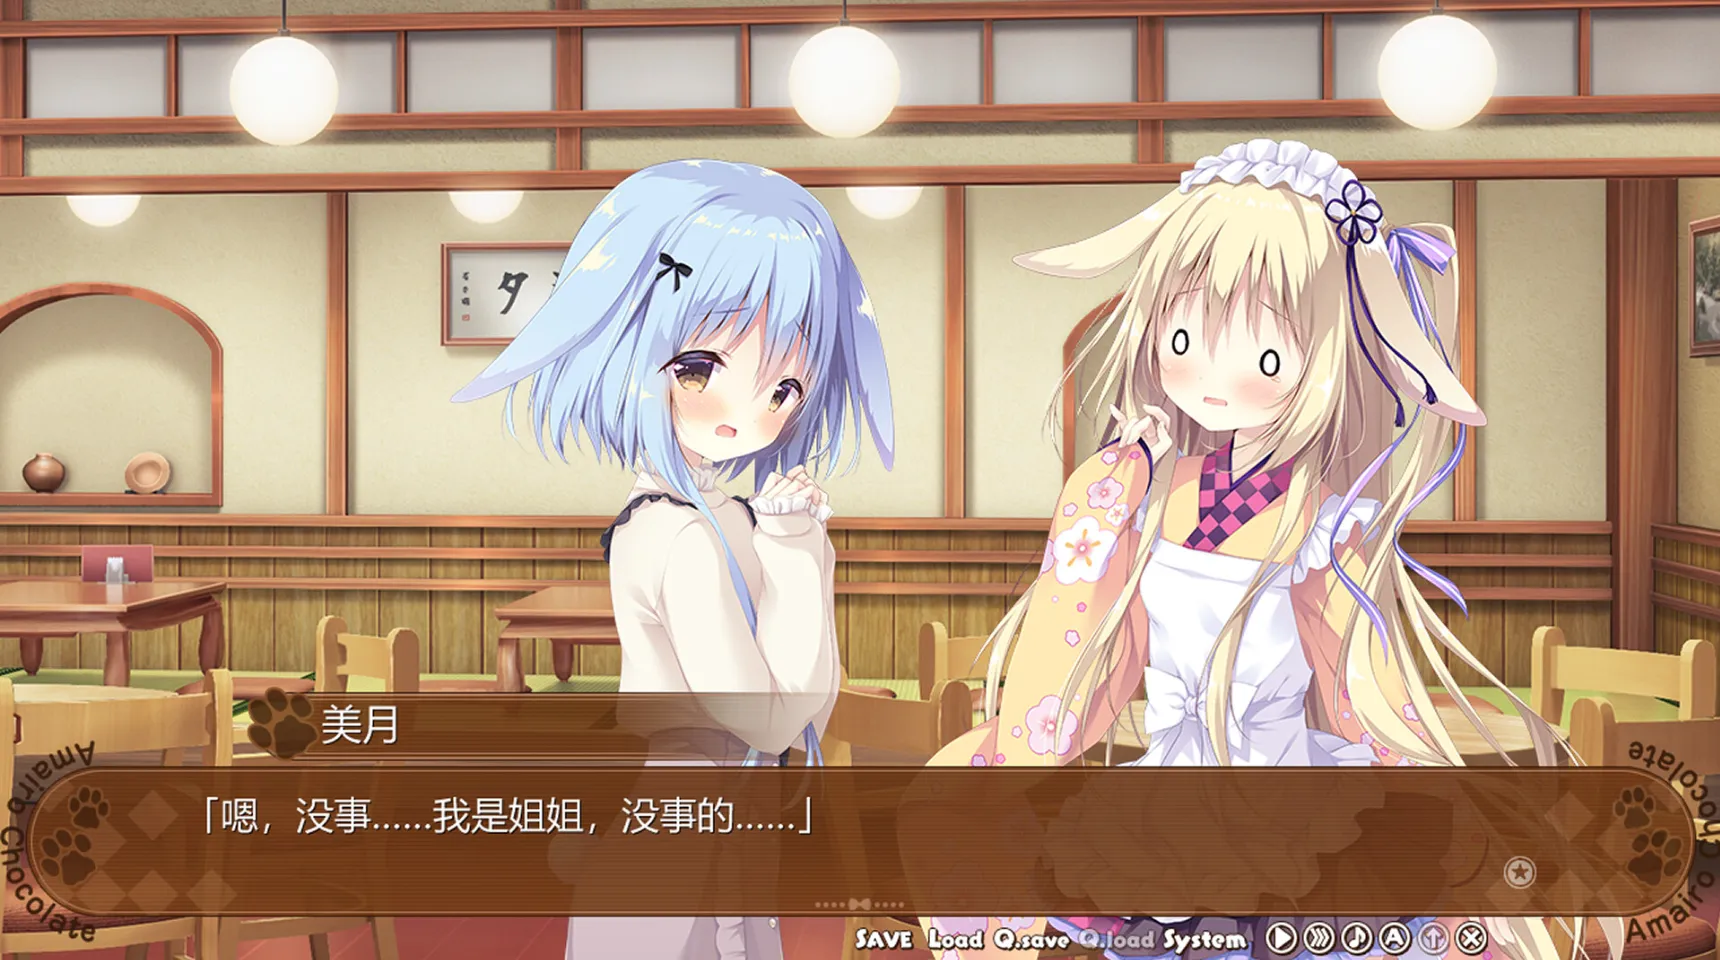 夕
美月
「嗯，没事……我是姐姐，没事的……」
Amairo Chocolate
Amairo Chocolate
SAVE Load Q.save Q.load System